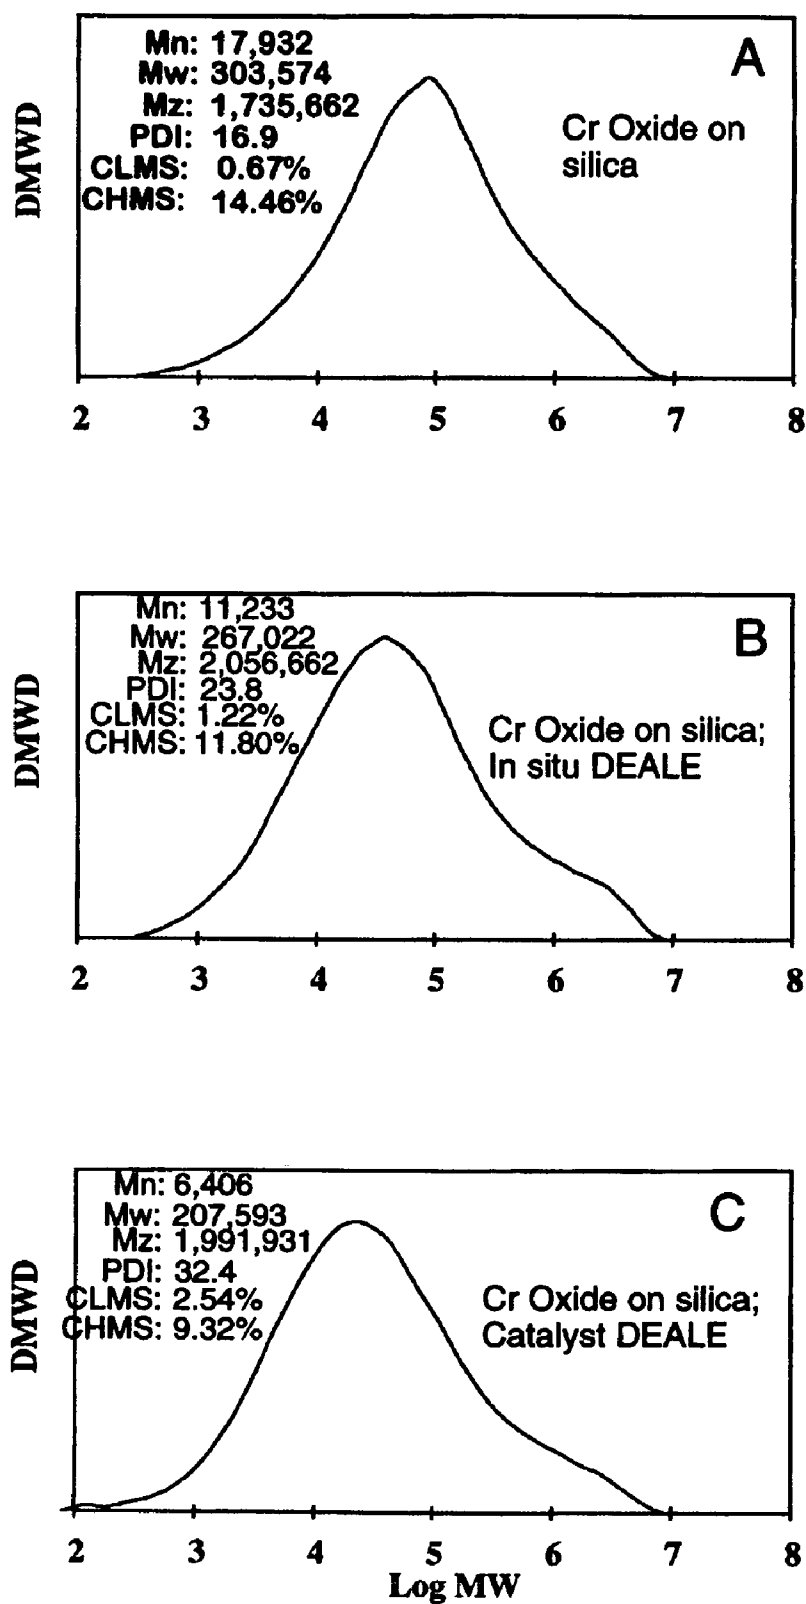 Mn: 17,932
Mw: 303,574
Mz: 1,735,662
PDI: 16.9
CLMS: 0.67%
CHMS: 14.46%
A
Cr Oxide on
silica
DMWD
2 3 4 5 6 7 8
Mn: 11,233
Mw: 267,022
Mz: 2,056,662
PDI: 23.8
CLMS: 1.22%
CHMS: 11.80%
B
Cr Oxide on silica;
In situ DEALE
DMWD
2 3 4 5 6 7 8
Mn: 6,406
Mw: 207,593
Mz: 1,991,931
PDI: 32.4
CLMS: 2.54%
CHMS: 9.32%
C
Cr Oxide on silica;
Catalyst DEALE
DMWD
2 3 4 5 6 7 8
Log MW